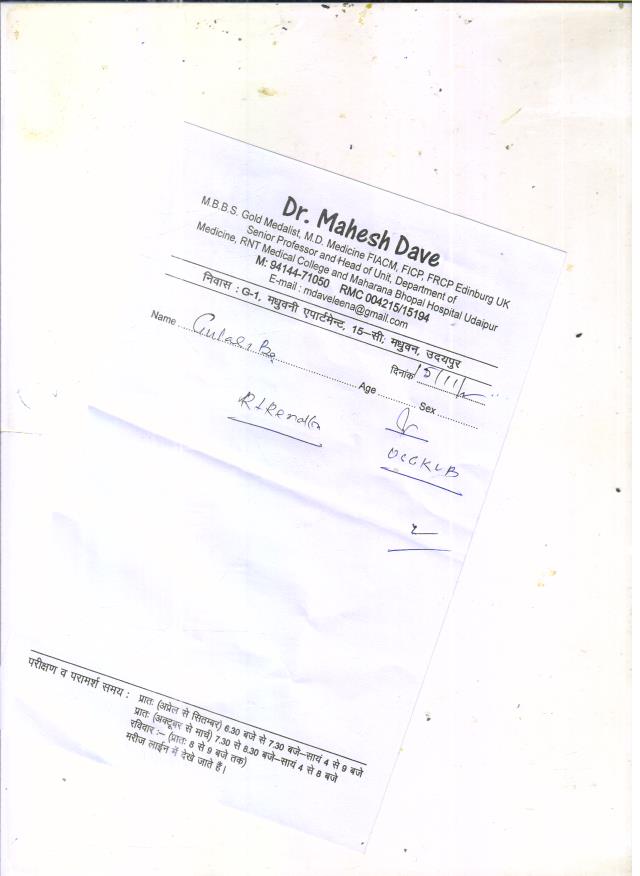 Dr. Mahesh Dave
M.B.B.S. Gold Medalist, M.D. Medicine FIACM, FICP, FRCP Edinburg UK
Senior Professor and Head of Unit, Department of
Medicine, RNT Medical College and Maharana Bhopal Hospital Udaipur
M: 94144-71050 RMC 004215/15194
E-mail : mdaveleena@gmail.com
निवास : G-1, मधुवनी एपार्टमेन्ट, 15-सी, मधुवन, उदयपुर
दिनांक
Name Age Sex
परीक्षण व परामर्श समय : प्रातः (अप्रेल से सितम्बर) 6.30 बजे से 7.30 बजे-सायं 4 से 9 बजे
प्रातः (अक्टूबर से मार्च) 7.30 से 8.30 बजे-सायं 4 से 8 बजे
रविवार :- (प्रातः 8 से 9 बजे तक)
मरीज लाईन में देखे जाते हैं।